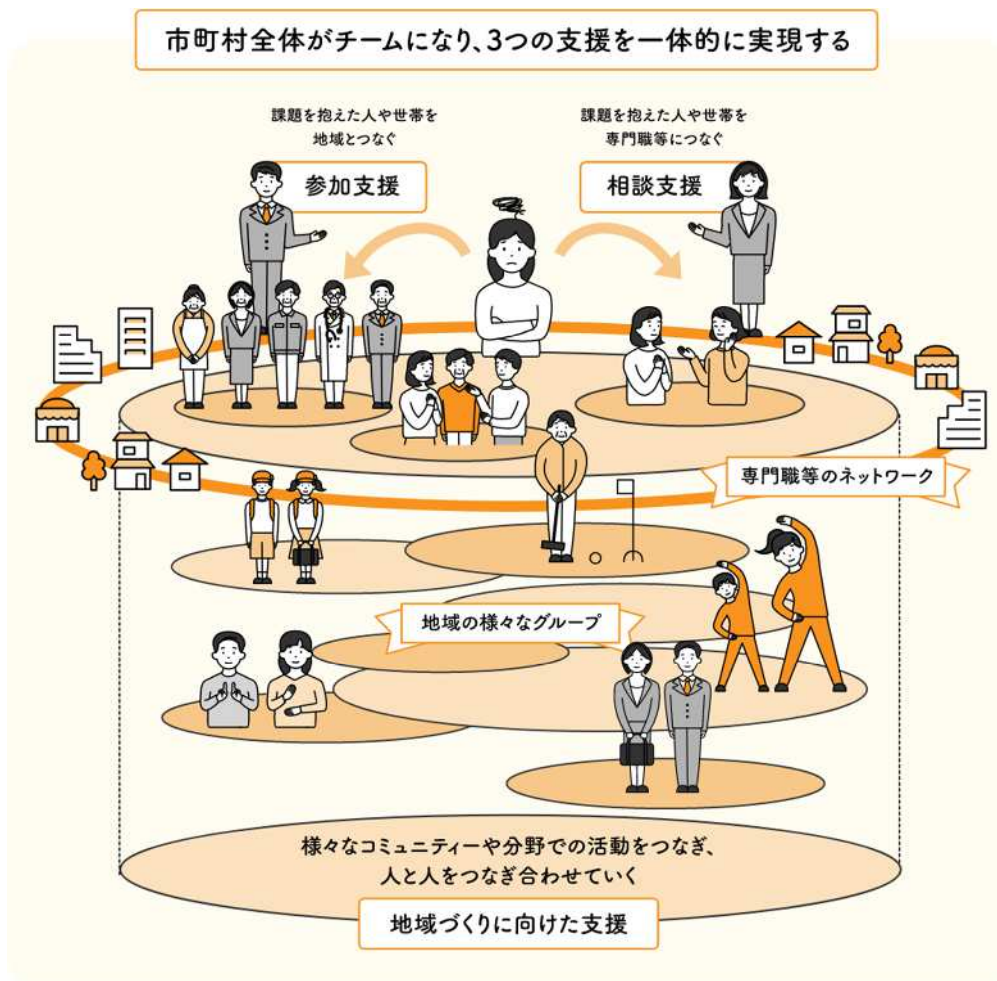 市町村全体がチームになり、3つの支援を一体的に実現する
課題を抱えた人や世帯を
地域とつなぐ
参加支援
課題を抱えた人や世帯を
専門職等につなぐ
相談支援
専門職等のネットワーク
地域の様々なグループ
様々なコミュニティーや分野での活動をつなぎ、
人と人をつなぎ合わせていく
地域づくりに向けた支援